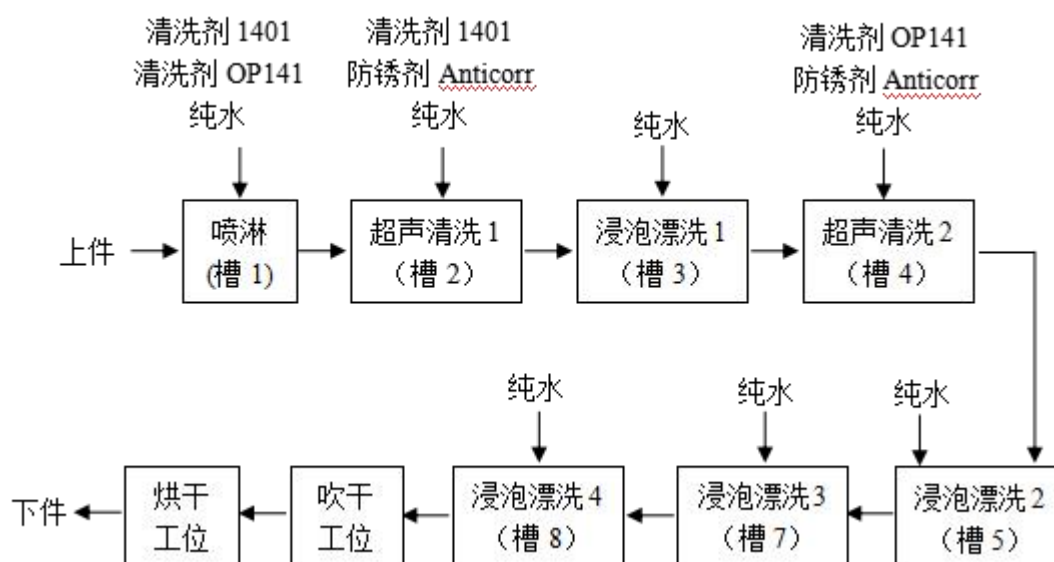 清洗剂 1401
清洗剂 OP141
纯水
清洗剂 1401
防锈剂 Anticorr
纯水
纯水
清洗剂 OP141
防锈剂 Anticorr
纯水
上件
喷淋
(槽 1)
超声清洗 1
（槽 2）
浸泡漂洗 1
（槽 3）
超声清洗 2
（槽 4）
纯水
纯水
纯水
下件
烘干
工位
吹干
工位
浸泡漂洗 4
（槽 8）
浸泡漂洗 3
（槽 7）
浸泡漂洗 2
（槽 5）